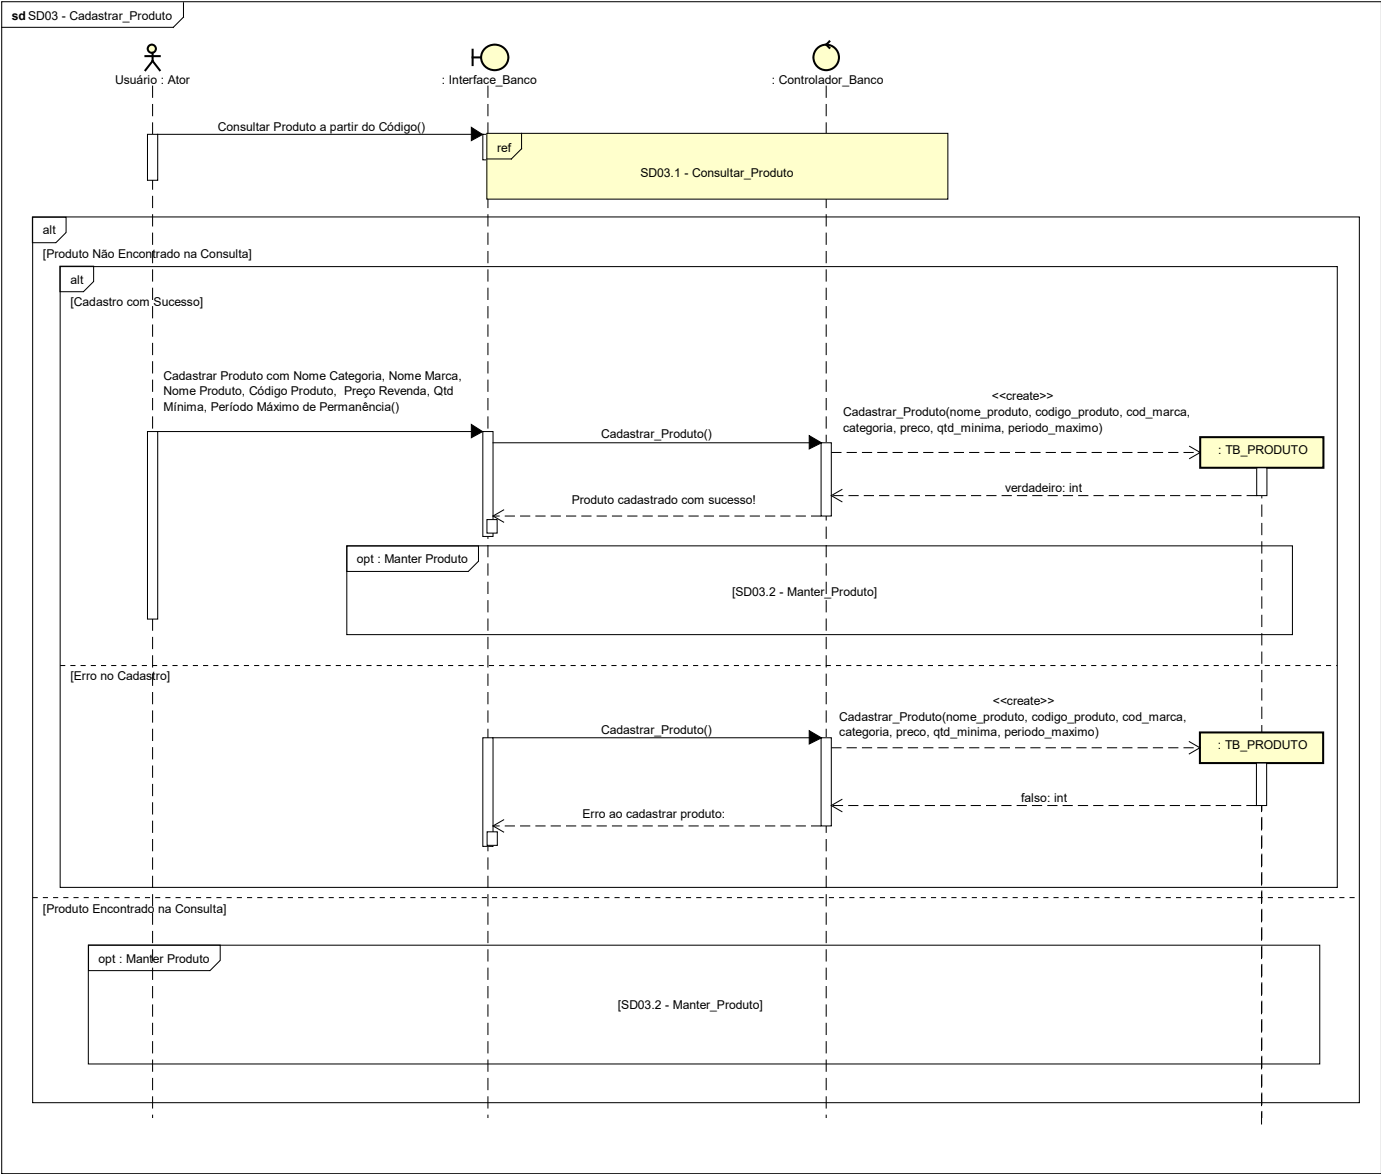 sd SD03 - Cadastrar_Produto
Usuário : Ator
: Interface_Banco
: Controlador_Banco
Consultar Produto a partir do Código()
ref
SD03.1 - Consultar_Produto
alt
[Produto Não Encontrado na Consulta]
alt
[Cadastro com Sucesso]
Cadastrar Produto com Nome Categoria, Nome Marca,
Nome Produto, Código Produto,  Preço Revenda, Qtd
Mínima, Período Máximo de Permanência()
<<create>>
Cadastrar_Produto(nome_produto, codigo_produto, cod_marca,
categoria, preco, qtd_minima, periodo_maximo)
Cadastrar_Produto()
: TB_PRODUTO
verdadeiro: int
Produto cadastrado com sucesso!
opt : Manter Produto
[SD03.2 - Manter_Produto]
[Erro no Cadastro]
<<create>>
Cadastrar_Produto(nome_produto, codigo_produto, cod_marca,
categoria, preco, qtd_minima, periodo_maximo)
Cadastrar_Produto()
: TB_PRODUTO
falso: int
Erro ao cadastrar produto:
[Produto Encontrado na Consulta]
opt : Manter Produto
[SD03.2 - Manter_Produto]